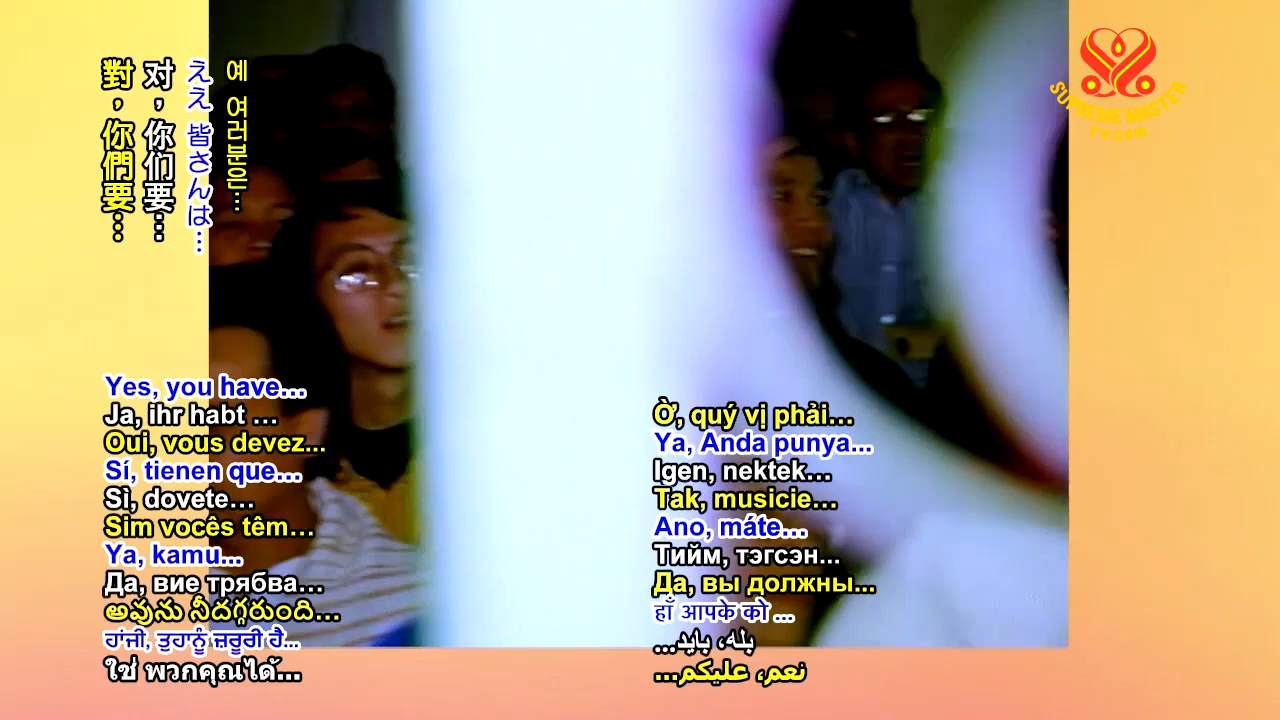 對，你們要…
对，你们要…
ええ 皆さんは…
예 여러분은…
SUPREME MASTER
TV.com
Yes, you have…
Ja, ihr habt …
Oui, vous devez...
Sí, tienen que…
Sì, dovete…
Sim vocês têm…
Ya, kamu...
Да, вие трябва…
అవును నీదగ్గరుంది…
ਹਾਂਜੀ, ਤੁਹਾਨੂੰ ਜ਼ਰੂਰੀ ਹੈ...
ใช่ พวกคุณได้…
Ờ, quý vị phải…
Ya, Anda punya...
Igen, nektek…
Tak, musicie…
Ano, máte…
Тийм, тэгсэн...
Да, вы должны...
हाँ आपके को ...
بله، باید...
نعم، عليكم...